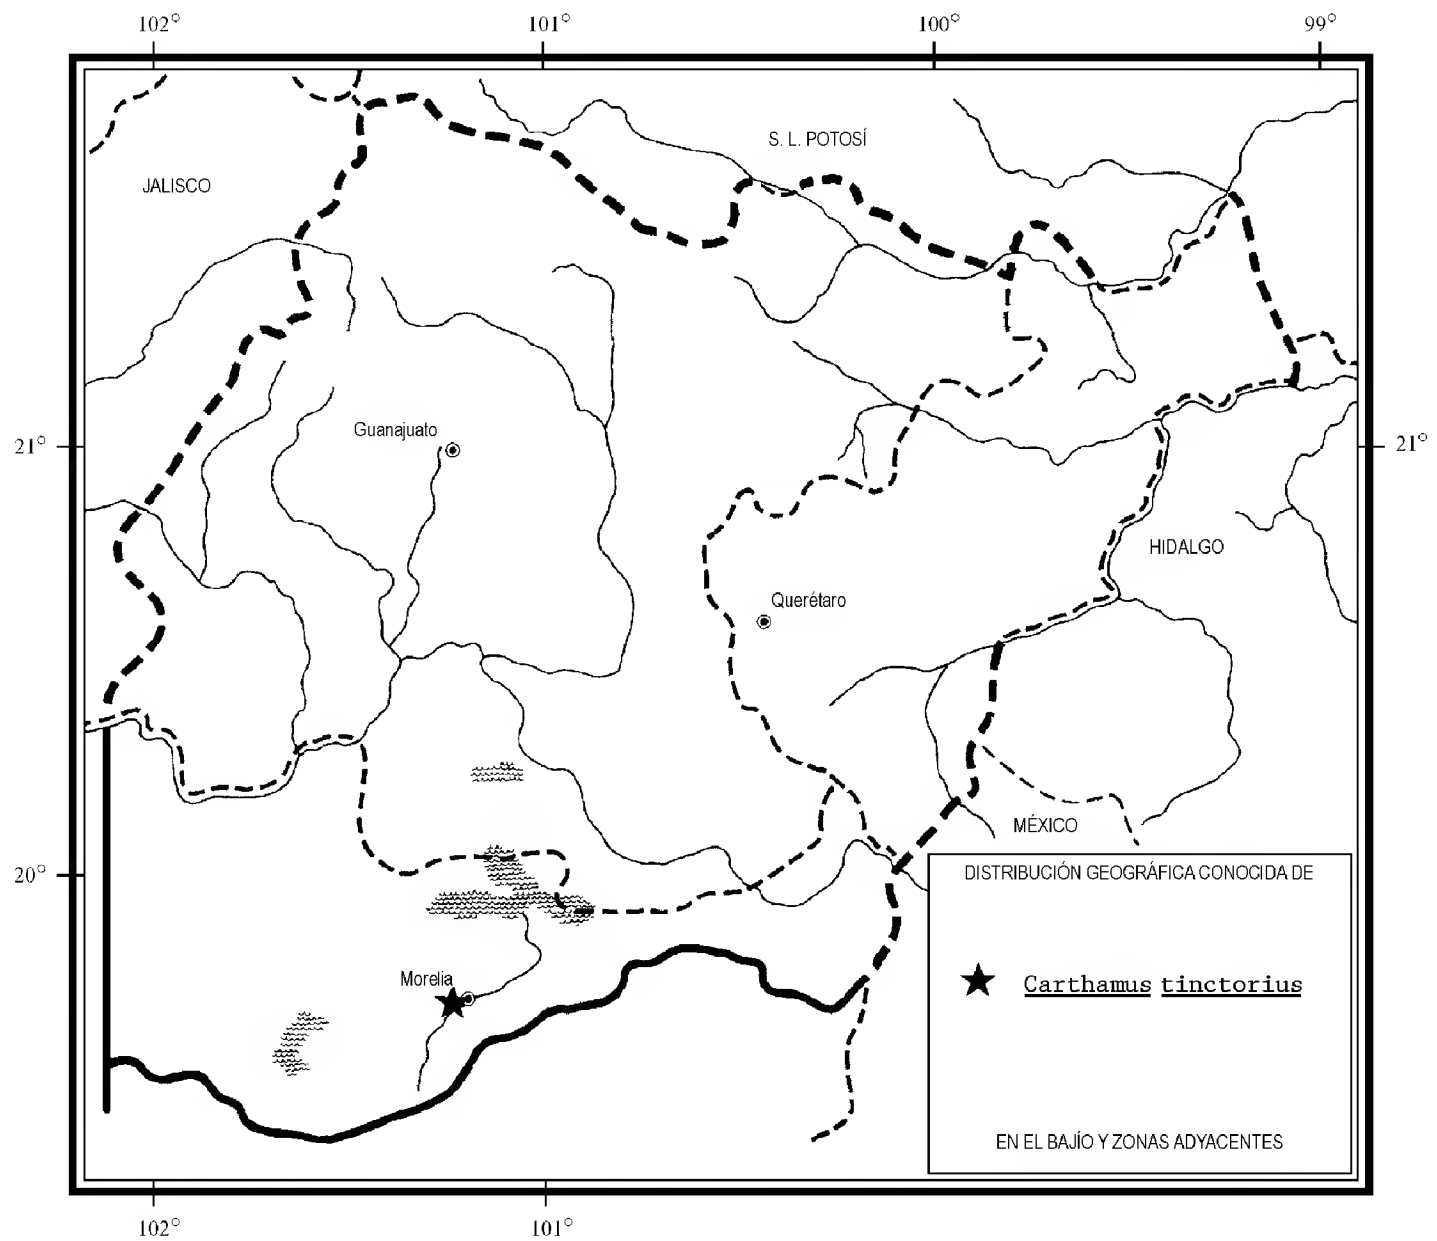 102° 101° 100° 99°
S. L. POTOSÍ
JALISCO
Guanajuato
21° 21°
HIDALGO
Querétaro
MÉXICO
20°
DISTRIBUCIÓN GEOGRÁFICA CONOCIDA DE
Morelia
Carthamus tinctorius
EN EL BAJÍO Y ZONAS ADYACENTES
102° 101°